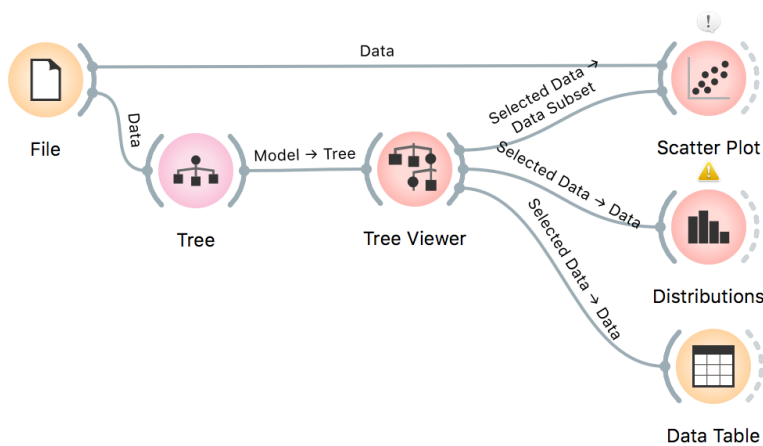 !
Data
Selected Data →
Data Subset
Data
File
Scatter Plot
Model → Tree
Selected Data → Data
!
Tree
Tree Viewer
Selected Data → Data
Distributions
Data Table